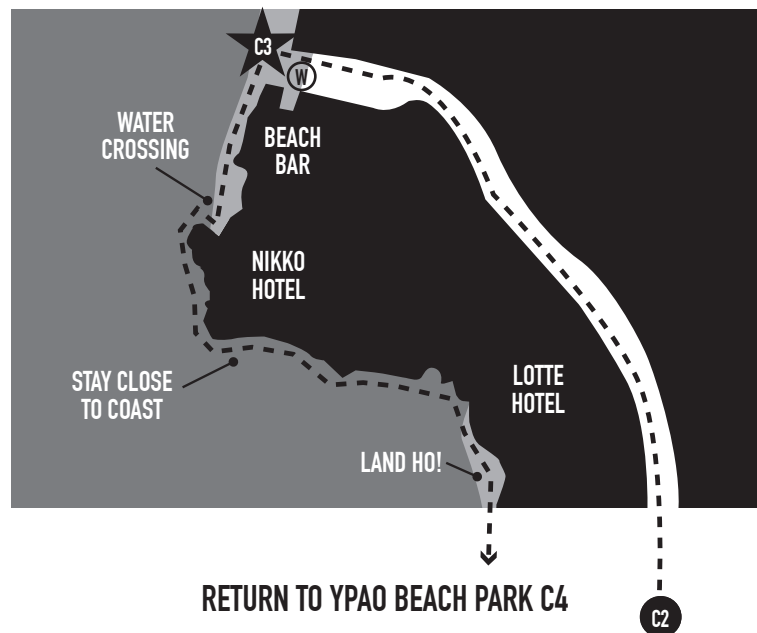 C3
W
WATER
CROSSING
BEACH
BAR
NIKKO
HOTEL
STAY CLOSE
TO COAST
LOTTE
HOTEL
LAND HO!
RETURN TO YPAO BEACH PARK C4
C2